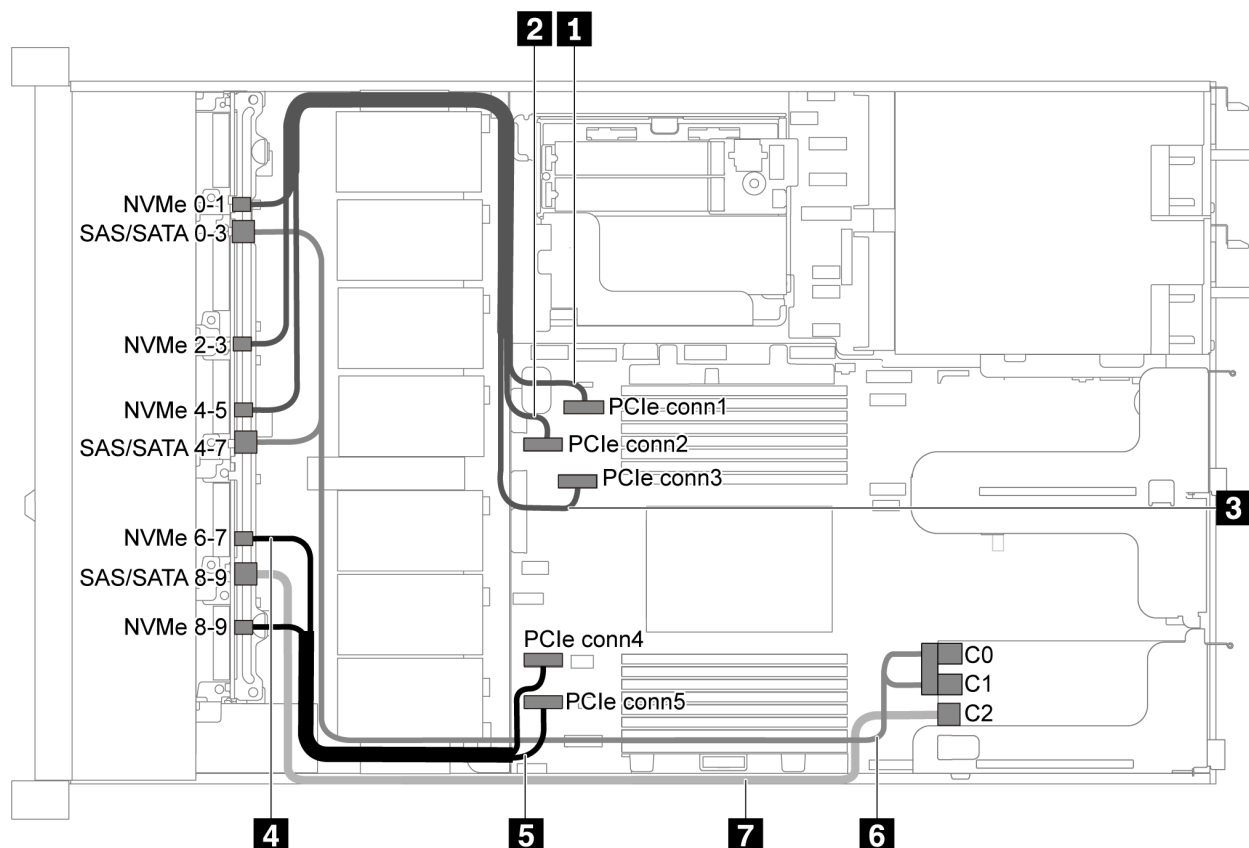 2 1
NVMe 0-1
SAS/SATA 0-3
NVMe 2-3
NVMe 4-5
SAS/SATA 4-7
NVMe 6-7
SAS/SATA 8-9
NVMe 8-9
PCIe conn1
PCIe conn2
PCIe conn3
3
PCIe conn4
PCIe conn5
C0
C1
C2
4 5 7 6